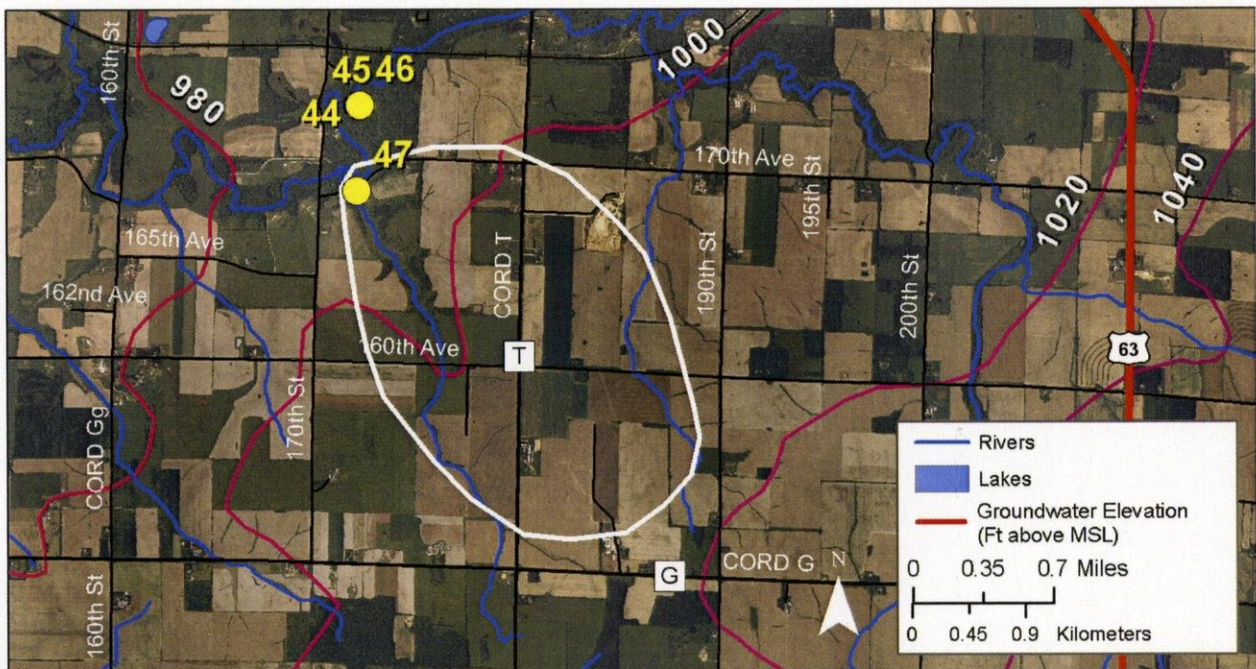 160th St
980
45 46
44
47
1000
170th Ave
195th St
1020
1040
165th Ave
162nd Ave
CORD T
190th St
200th St
160th Ave
T
63
170th St
CORD Gg
160th St
G
CORD G
N
Rivers
Lakes
Groundwater Elevation
(Ft above MSL)
0 0.35 0.7 Miles
0 0.45 0.9 Kilometers